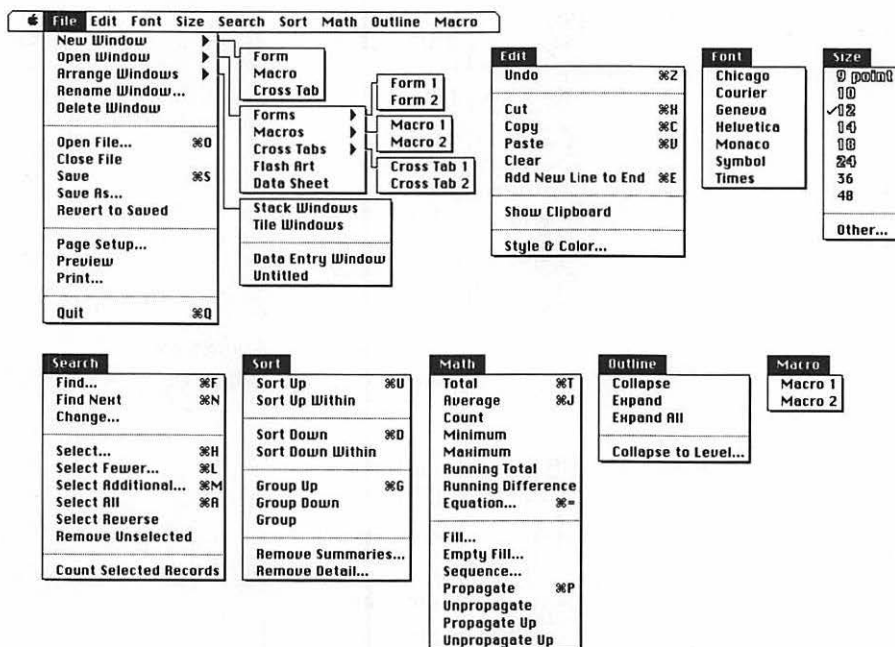 File Edit Font Size Search Sort Math Outline Macro
New Window
Open Window
Arrange Windows
Rename Window...
Delete Window
Open File... ⌘O
Close File
Save ⌘S
Save As...
Revert to Saved
Page Setup...
Preview
Print...
Quit ⌘Q
Form
Macro
Cross Tab
Forms
Macros
Cross Tabs
Flash Art
Data Sheet
Form 1
Form 2
Macro 1
Macro 2
Cross Tab 1
Cross Tab 2
Stack Windows
Tile Windows
Data Entry Window
Untitled
Edit
Undo ⌘Z
Cut ⌘X
Copy ⌘C
Paste ⌘V
Clear
Add New Line to End ⌘E
Show Clipboard
Style & Color...
Font
Chicago
Courier
Geneva
Helvetica
Monaco
Symbol
Times
Size
9 point
10
✓12
14
18
24
36
48
Other...
Search
Find... ⌘F
Find Next ⌘N
Change...
Select... ⌘H
Select Fewer... ⌘L
Select Additional... ⌘M
Select All ⌘A
Select Reverse
Remove Unselected
Count Selected Records
Sort
Sort Up ⌘U
Sort Up Within
Sort Down ⌘D
Sort Down Within
Group Up ⌘G
Group Down
Group
Remove Summaries...
Remove Detail...
Math
Total ⌘T
Average ⌘J
Count
Minimum
Maximum
Running Total
Running Difference
Equation... ⌘=
Fill...
Empty Fill...
Sequence...
Propagate ⌘P
Unpropagate
Propagate Up
Unpropagate Up
Outline
Collapse
Expand
Expand All
Collapse to Level...
Macro
Macro 1
Macro 2